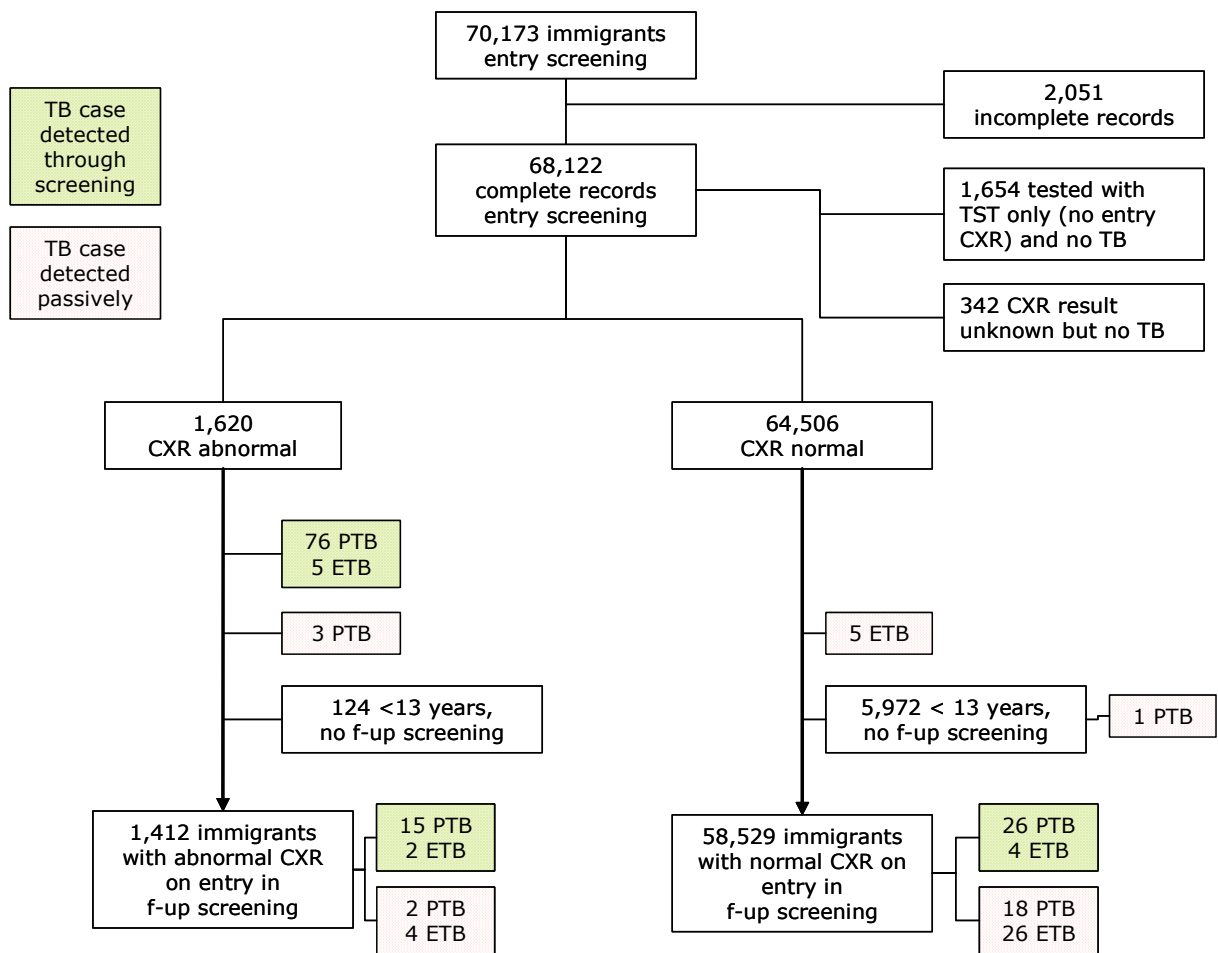 70,173 immigrants
entry screening
TB case
detected
through
screening
2,051
incomplete records
68,122
complete records
entry screening
1,654 tested with
TST only (no entry
CXR) and no TB
TB case
detected
passively
342 CXR result
unknown but no TB
1,620
CXR abnormal
64,506
CXR normal
76 PTB
5 ETB
3 PTB
5 ETB
124 <13 years,
no f-up screening
5,972 < 13 years,
no f-up screening
1 PTB
1,412 immigrants
with abnormal CXR
on entry in
f-up screening
15 PTB
2 ETB
2 PTB
4 ETB
58,529 immigrants
with normal CXR on
entry in
f-up screening
26 PTB
4 ETB
18 PTB
26 ETB